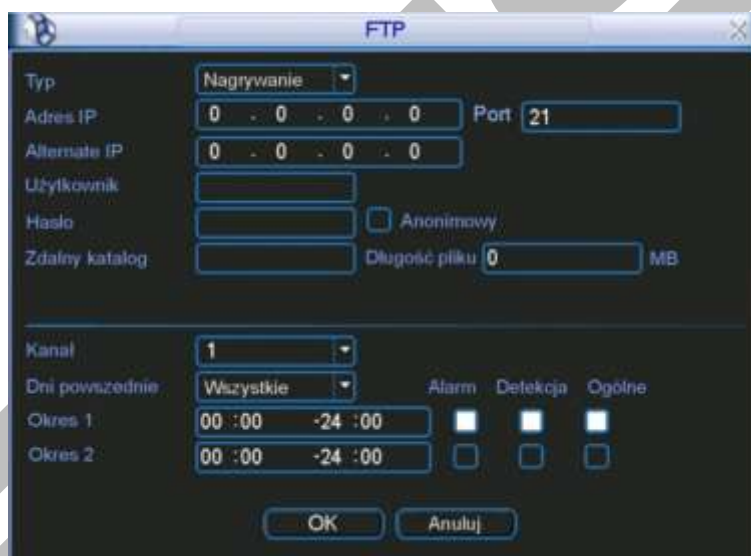 FTP
Typ Nagrywanie
Adres IP 0 . 0 . 0 . 0 Port 21
Alternate IP 0 . 0 . 0 . 0
Użytkownik
Hasło Anonimowy
Zdalny katalog Długość pliku 0 MB
Kanał 1
Dni powszednie Wszystkie Alarm Detekcja Ogólne
Okres 1 00 :00 -24 :00
Okres 2 00 :00 -24 :00
OK Anuluj